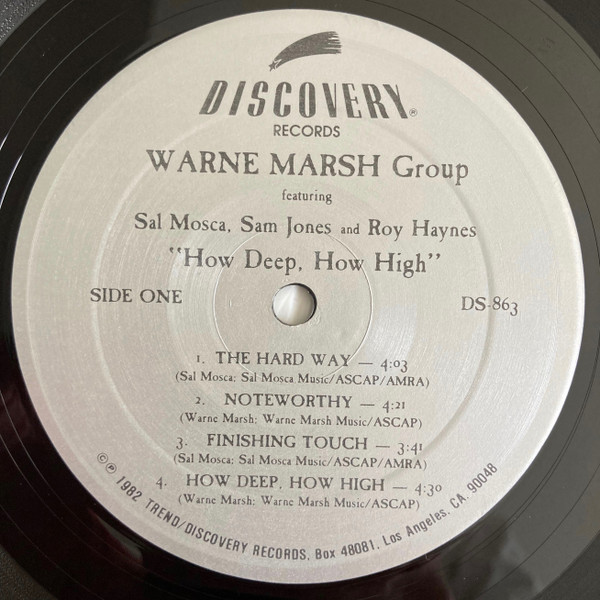 DISCOVERY®
RECORDS
WARNE MARSH Group
featuring
Sal Mosca, Sam Jones and Roy Haynes
"How Deep, How High"
SIDE ONE
DS-863
1. THE HARD WAY — 4:03
(Sal Mosca: Sal Mosca Music/ASCAP/AMRA)
2. NOTEWORTHY — 4:21
(Warne Marsh: Warne Marsh Music/ASCAP)
3. FINISHING TOUCH — 3:41
(Sal Mosca: Sal Mosca Music/ASCAP/AMRA)
4. HOW DEEP, HOW HIGH — 4:30
(Warne Marsh: Warne Marsh Music/ASCAP)
©℗ 1982 TREND/DISCOVERY RECORDS, Box 48081, Los Angeles, CA. 90048